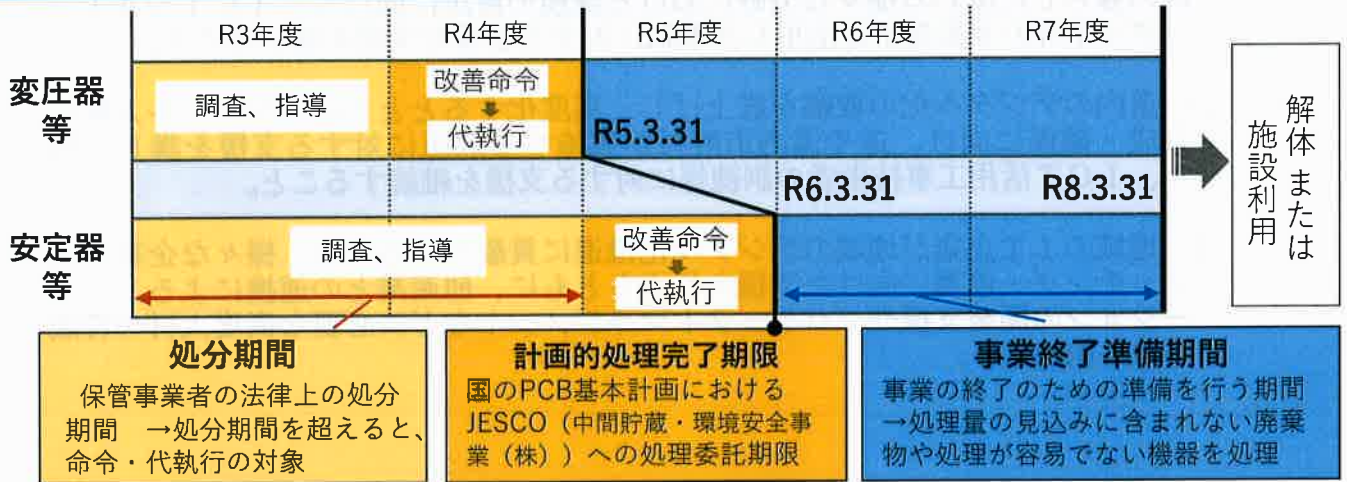 R3年度 R4年度 R5年度 R6年度 R7年度
変圧器
等
調査、指導
改善命令
代執行
R5.3.31
R6.3.31
R8.3.31
安定器
等
調査、指導
改善命令
代執行
解体 または
施設利用
処分期間
保管事業者の法律上の処分
期間 →処分期間を超えると、
命令・代執行の対象
計画的処理完了期限
国のPCB基本計画における
JESCO（中間貯蔵・環境安全事
業（株））への処理委託期限
事業終了準備期間
事業の終了のための準備を行う期間
→処理量の見込みに含まれない廃棄
物や処理が容易でない機器を処理